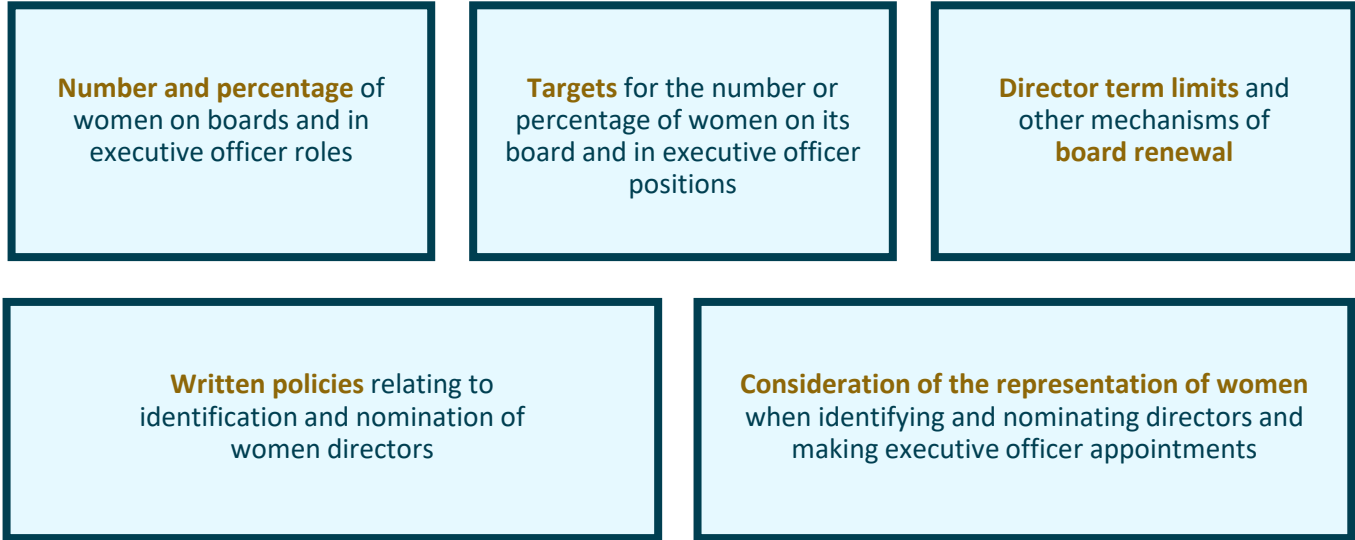 Number and percentage of
women on boards and in
executive officer roles
Targets for the number or
percentage of women on its
board and in executive officer
positions
Director term limits and
other mechanisms of
board renewal
Written policies relating to
identification and nomination of
women directors
Consideration of the representation of women
when identifying and nominating directors and
making executive officer appointments